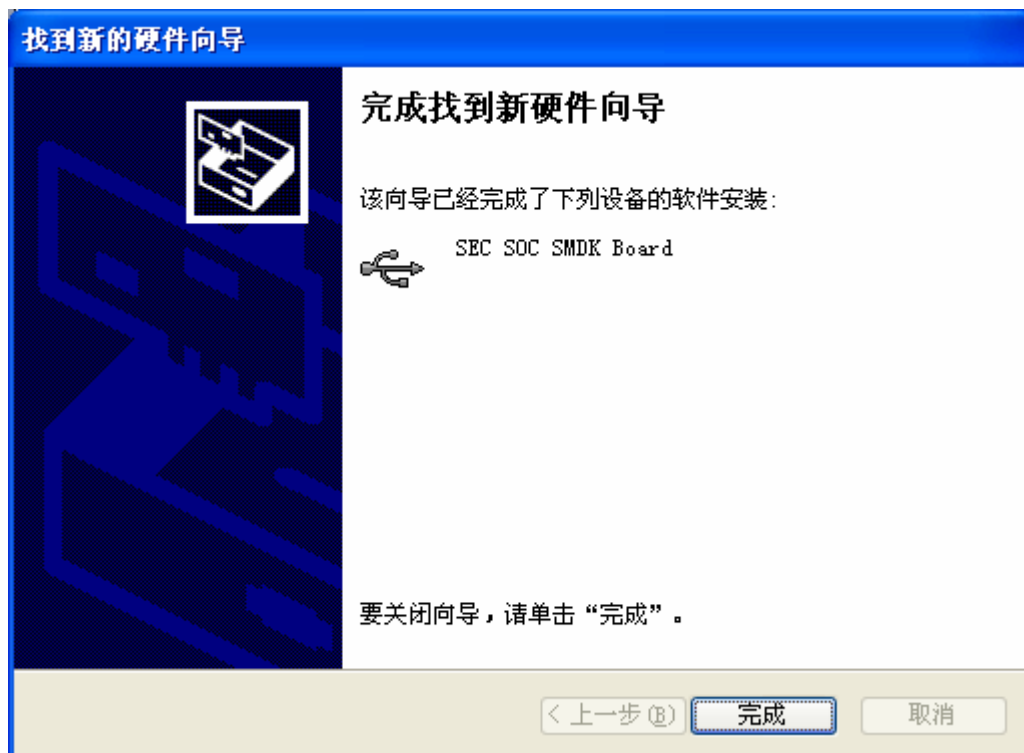 找到新的硬件向导
完成找到新硬件向导
该向导已经完成了下列设备的软件安装:
SEC SOC SMDK Board
要关闭向导，请单击“完成”。
< 上一步(B) 完成 取消